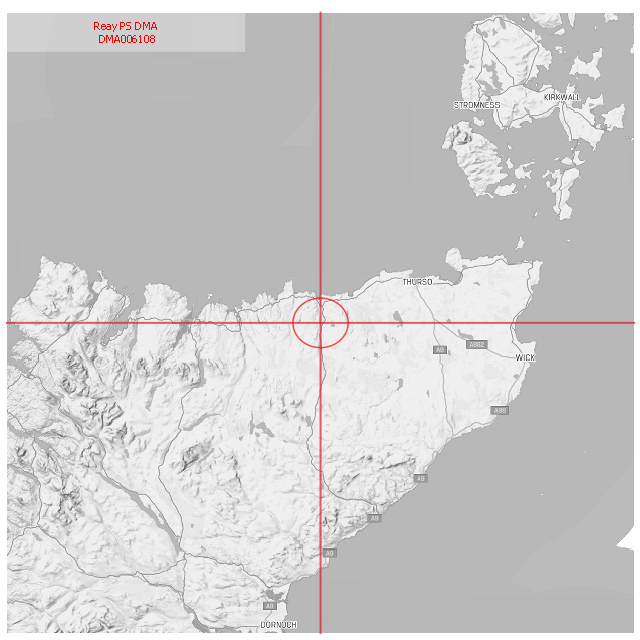 Reay PS DMA
DMA006108
KIRKWALL
STROMNESS
THURSO
A9
A882
WICK
A99
A9
A9
A9
A9
DORNOCH